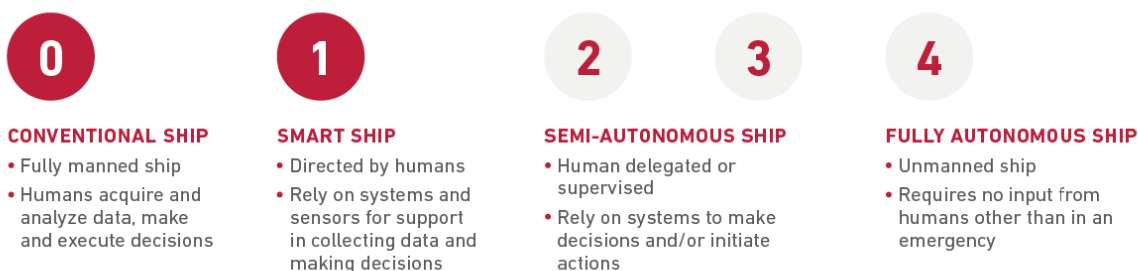 0
CONVENTIONAL SHIP
• Fully manned ship
• Humans acquire and
analyze data, make
and execute decisions
1
SMART SHIP
• Directed by humans
• Rely on systems and
sensors for support
in collecting data and
making decisions
2
3
SEMI-AUTONOMOUS SHIP
• Human delegated or
supervised
• Rely on systems to make
decisions and/or initiate
actions
4
FULLY AUTONOMOUS SHIP
• Unmanned ship
• Requires no input from
humans other than in an
emergency